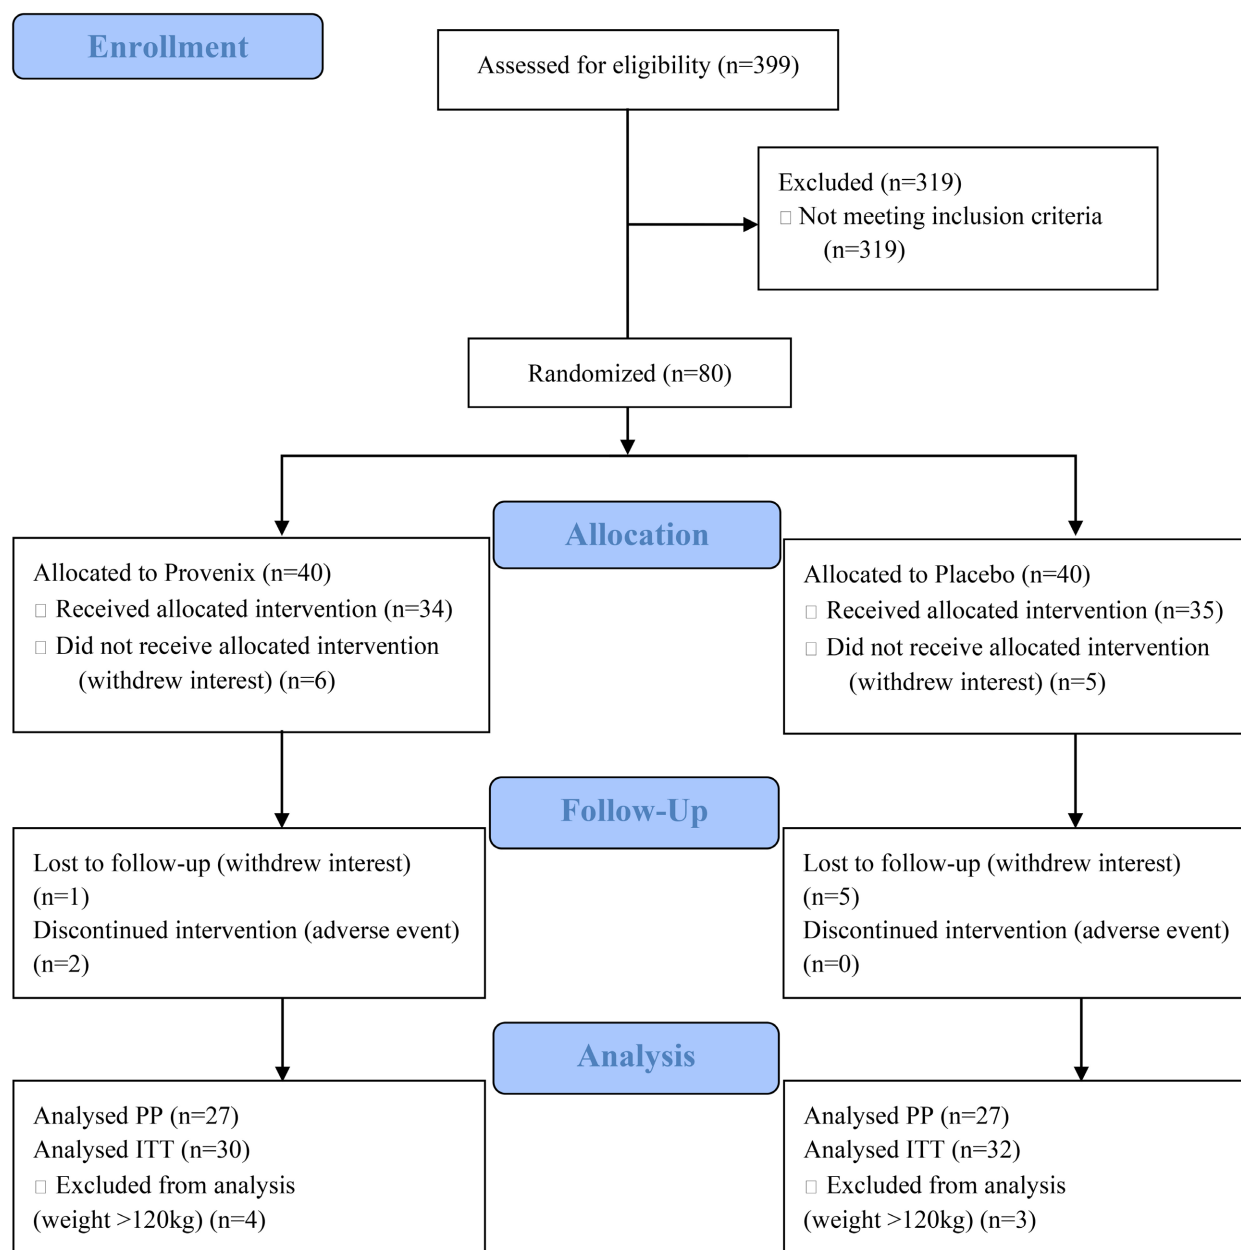 Enrollment
Assessed for eligibility (n=399)
Excluded (n=319)
Not meeting inclusion criteria
(n=319)
Randomized (n=80)
Allocation
Allocated to Provenix (n=40)
Received allocated intervention (n=34)
Did not receive allocated intervention
(withdrew interest) (n=6)
Allocated to Placebo (n=40)
Received allocated intervention (n=35)
Did not receive allocated intervention
(withdrew interest) (n=5)
Follow-Up
Lost to follow-up (withdrew interest)
(n=1)
Discontinued intervention (adverse event)
(n=2)
Lost to follow-up (withdrew interest)
(n=5)
Discontinued intervention (adverse event)
(n=0)
Analysis
Analysed PP (n=27)
Analysed ITT (n=30)
Excluded from analysis
(weight >120kg) (n=4)
Analysed PP (n=27)
Analysed ITT (n=32)
Excluded from analysis
(weight >120kg) (n=3)